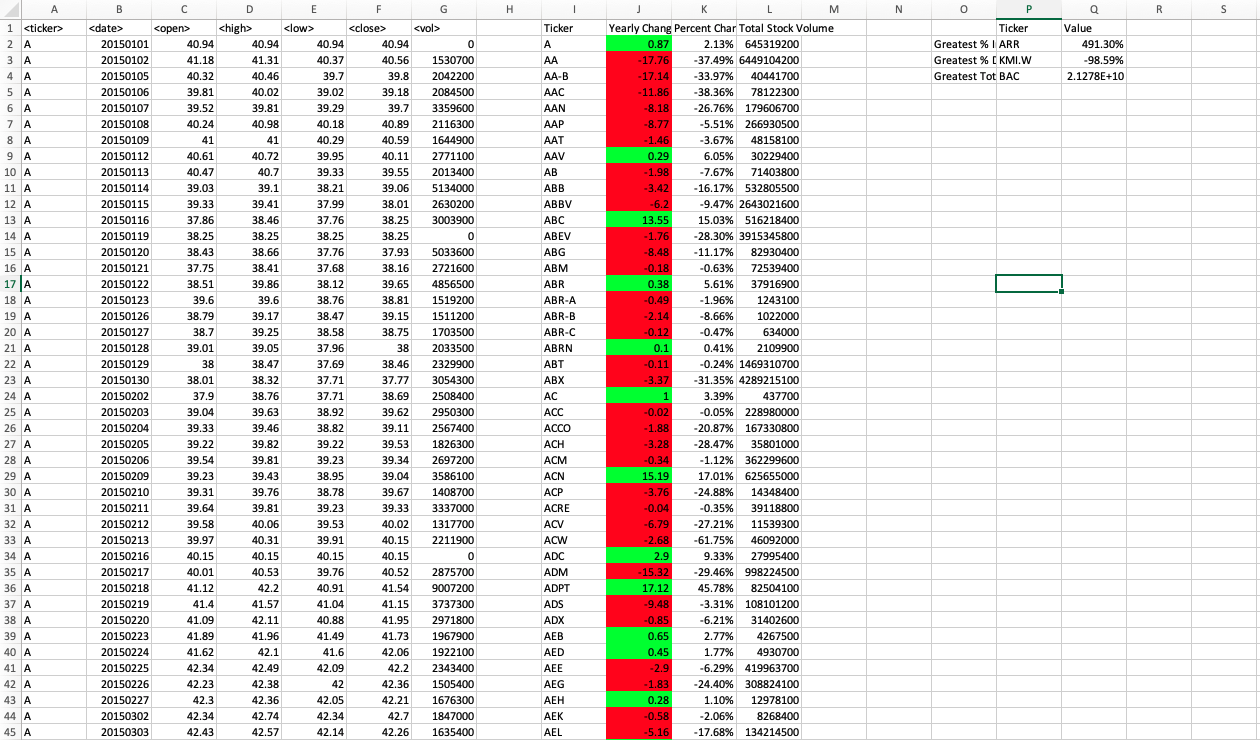 A B C D E F G H I J K L M N O P Q R S
1 <ticker> <date> <open> <high> <low> <close> <vol> Ticker Yearly Chang Percent Char Total Stock Volume Ticker Value
2 A 20150101 40.94 40.94 40.94 40.94 0 A 0.87 2.13% 645319200 Greatest % I ARR 491.30%
3 A 20150102 41.18 41.31 40.37 40.56 1530700 AA -17.76 -37.49% 6449104200 Greatest % D KMI.W -98.59%
4 A 20150105 40.32 40.46 39.7 39.8 2042200 AA-B -17.14 -33.97% 40441700 Greatest Tot BAC 2.1278E+10
5 A 20150106 39.81 40.02 39.02 39.18 2084500 AAC -11.86 -38.36% 78122300
6 A 20150107 39.52 39.81 39.29 39.7 3359600 AAN -8.18 -26.76% 179606700
7 A 20150108 40.24 40.98 40.18 40.89 2116300 AAP -8.77 -5.51% 266930500
8 A 20150109 41 41 40.29 40.59 1644900 AAT -1.46 -3.67% 48158100
9 A 20150112 40.61 40.72 39.95 40.11 2771100 AAV 0.29 6.05% 30229400
10 A 20150113 40.47 40.7 39.33 39.55 2013400 AB -1.98 -7.67% 71403800
11 A 20150114 39.03 39.1 38.21 39.06 5134000 ABB -3.42 -16.17% 532805500
12 A 20150115 39.33 39.41 37.99 38.01 2630200 ABBV -6.2 -9.47% 2643021600
13 A 20150116 37.86 38.46 37.76 38.25 3003900 ABC 13.55 15.03% 516218400
14 A 20150119 38.25 38.25 38.25 38.25 0 ABEV -1.76 -28.30% 3915345800
15 A 20150120 38.43 38.66 37.76 37.93 5033600 ABG -8.48 -11.17% 82930400
16 A 20150121 37.75 38.41 37.68 38.16 2721600 ABM -0.18 -0.63% 72539400
17 A 20150122 38.51 39.86 38.12 39.65 4856500 ABR 0.38 5.61% 37916900
18 A 20150123 39.6 39.6 38.76 38.81 1519200 ABR-A -0.49 -1.96% 1243100
19 A 20150126 38.79 39.17 38.47 39.15 1511200 ABR-B -2.14 -8.66% 1022000
20 A 20150127 38.7 39.25 38.58 38.75 1703500 ABR-C -0.12 -0.47% 634000
21 A 20150128 39.01 39.05 37.96 38 2033500 ABRN 0.1 0.41% 2109900
22 A 20150129 38 38.47 37.69 38.46 2329900 ABT -0.11 -0.24% 1469310700
23 A 20150130 38.01 38.32 37.71 37.77 3054300 ABX -3.37 -31.35% 4289215100
24 A 20150202 37.9 38.76 37.71 38.69 2508400 AC 1 3.39% 437700
25 A 20150203 39.04 39.63 38.92 39.62 2950300 ACC -0.02 -0.05% 228980000
26 A 20150204 39.33 39.46 38.82 39.11 2567400 ACCO -1.88 -20.87% 167330800
27 A 20150205 39.22 39.82 39.22 39.53 1826300 ACH -3.28 -28.47% 35801000
28 A 20150206 39.54 39.81 39.23 39.34 2697200 ACM -0.34 -1.12% 362299600
29 A 20150209 39.23 39.43 38.95 39.04 3586100 ACN 15.19 17.01% 625655000
30 A 20150210 39.31 39.76 38.78 39.67 1408700 ACP -3.76 -24.88% 14348400
31 A 20150211 39.64 39.81 39.23 39.33 3337000 ACRE -0.04 -0.35% 39118800
32 A 20150212 39.58 40.06 39.53 40.02 1317700 ACV -6.79 -27.21% 11539300
33 A 20150213 39.97 40.31 39.91 40.15 2211900 ACW -2.68 -61.75% 46092000
34 A 20150216 40.15 40.15 40.15 40.15 0 ADC 2.9 9.33% 27995400
35 A 20150217 40.01 40.53 39.76 40.52 2875700 ADM -15.32 -29.46% 998224500
36 A 20150218 41.12 42.2 40.91 41.54 9007200 ADPT 17.12 45.78% 82504100
37 A 20150219 41.4 41.57 41.04 41.15 3737300 ADS -9.48 -3.31% 108101200
38 A 20150220 41.09 42.11 40.88 41.95 2971800 ADX -0.85 -6.21% 31402600
39 A 20150223 41.89 41.96 41.49 41.73 1967900 AEB 0.65 2.77% 4267500
40 A 20150224 41.62 42.1 41.6 42.06 1922100 AED 0.45 1.77% 4930700
41 A 20150225 42.34 42.49 42.09 42.2 2343400 AEE -2.9 -6.29% 419963700
42 A 20150226 42.23 42.38 42 42.36 1505400 AEG -1.83 -24.40% 308824100
43 A 20150227 42.3 42.36 42.05 42.21 1676300 AEH 0.28 1.10% 12978100
44 A 20150302 42.34 42.74 42.34 42.7 1847000 AEK -0.58 -2.06% 8268400
45 A 20150303 42.43 42.57 42.14 42.26 1635400 AEL -5.16 -17.68% 134214500